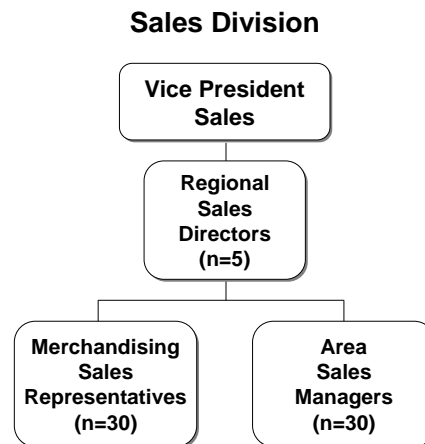 Sales Division
Vice President
Sales
Regional
Sales
Directors
(n=5)
Merchandising
Sales
Representatives
(n=30)
Area
Sales
Managers
(n=30)